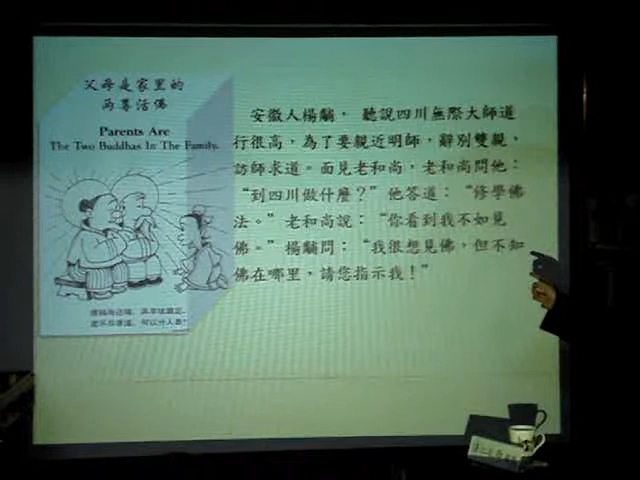 父母是家里的
兩尊活佛
Parents Are
The Two Buddhas In The Family.
安徽人楊黼，聽說四川無際大師道
行很高，為了要親近明師，辭別雙親、
訪師求道。面見老和尚，老和尚問他：
“到四川做什麼？”他答道：“修學佛
法。”老和尚說：“你看到我不如見
佛。”楊黼問：“我很想見佛，但不知
佛在哪里，請您指示我！”